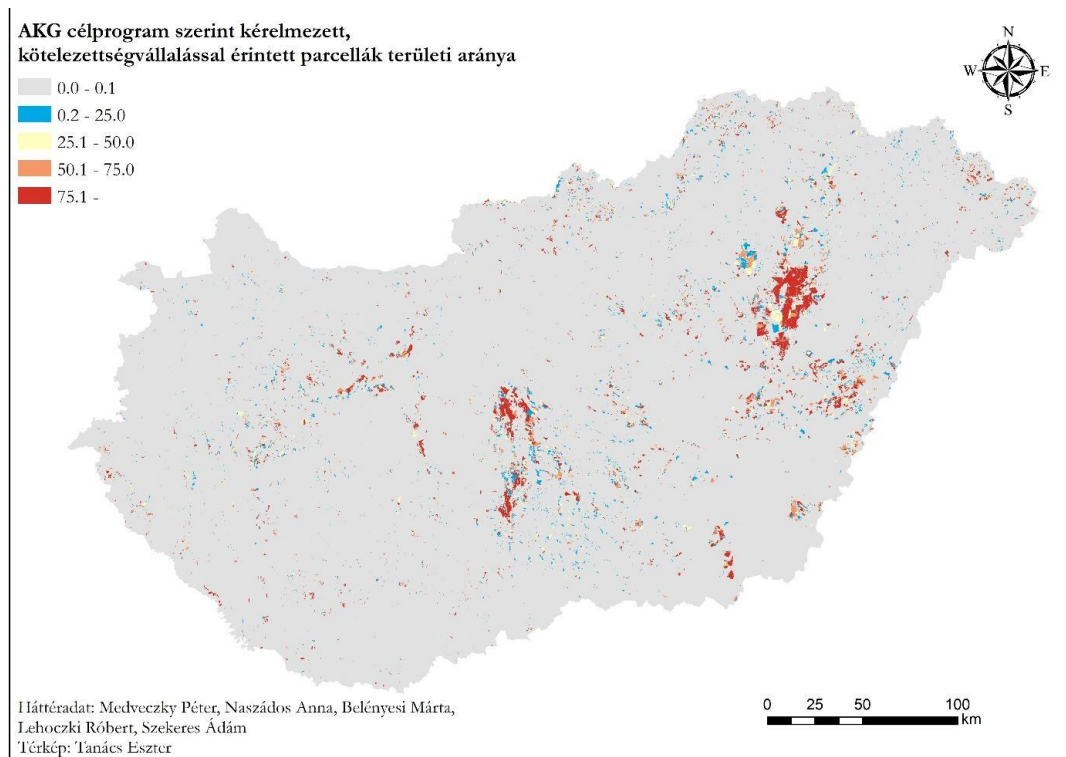 AKG célprogram szerint kérelmezett,
kötelezettségvállalással érintett parcellák területi aránya
0.0 - 0.1
0.2 - 25.0
25.1 - 50.0
50.1 - 75.0
75.1 -
N
W E
S
Háttéradat: Medveczky Péter, Naszádos Anna, Belényesi Márta,
Lehoczki Róbert, Szekeres Ádám
Térkép: Tanács Eszter
0 25 50 100
km